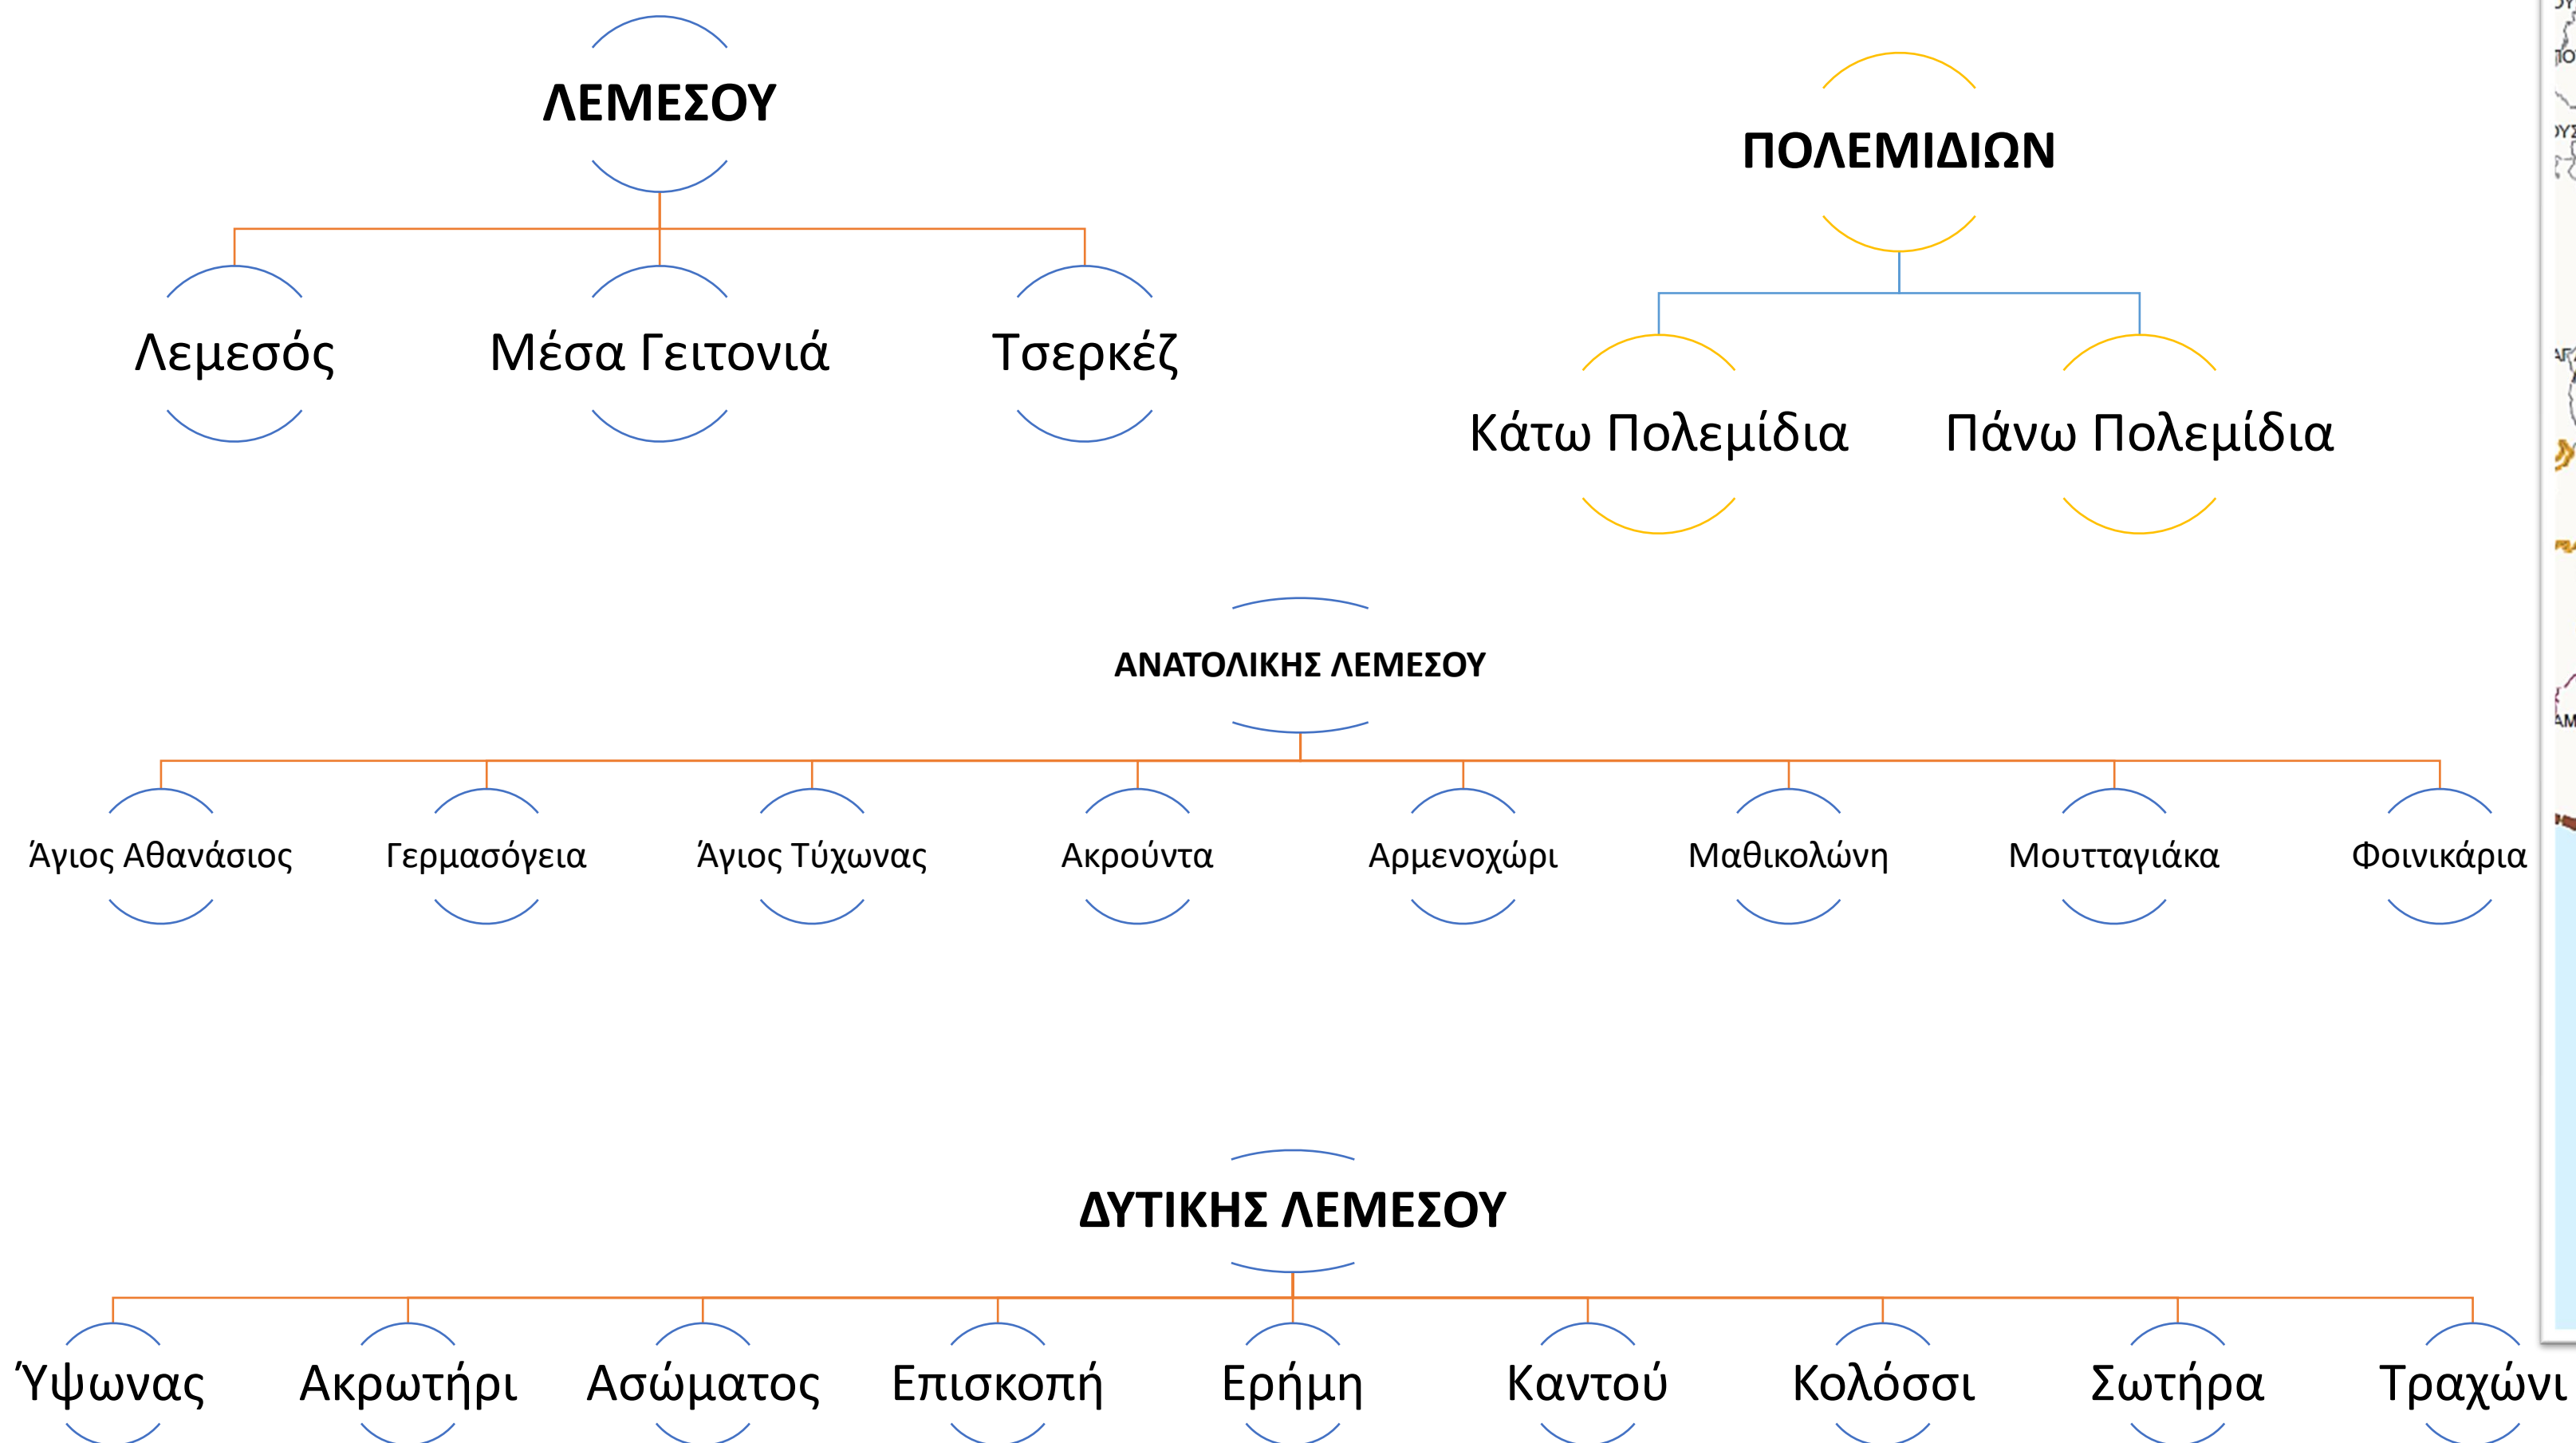 ΛΕΜΕΣΟΥ
Λεμεσός Μέσα Γειτονιά Τσερκέζ
ΠΟΛΕΜΙΔΙΩΝ
Κάτω Πολεμίδια Πάνω Πολεμίδια
ΑΝΑΤΟΛΙΚΗΣ ΛΕΜΕΣΟΥ
Άγιος Αθανάσιος Γερμασόγεια Άγιος Τύχωνας Ακρούντα Αρμενοχώρι Μαθικολώνη Μουτταγιάκα Φοινικάρια
ΔΥΤΙΚΗΣ ΛΕΜΕΣΟΥ
Ύψωνας Ακρωτήρι Ασώματος Επισκοπή Ερήμη Καντού Κολόσσι Σωτήρα Τραχώνι